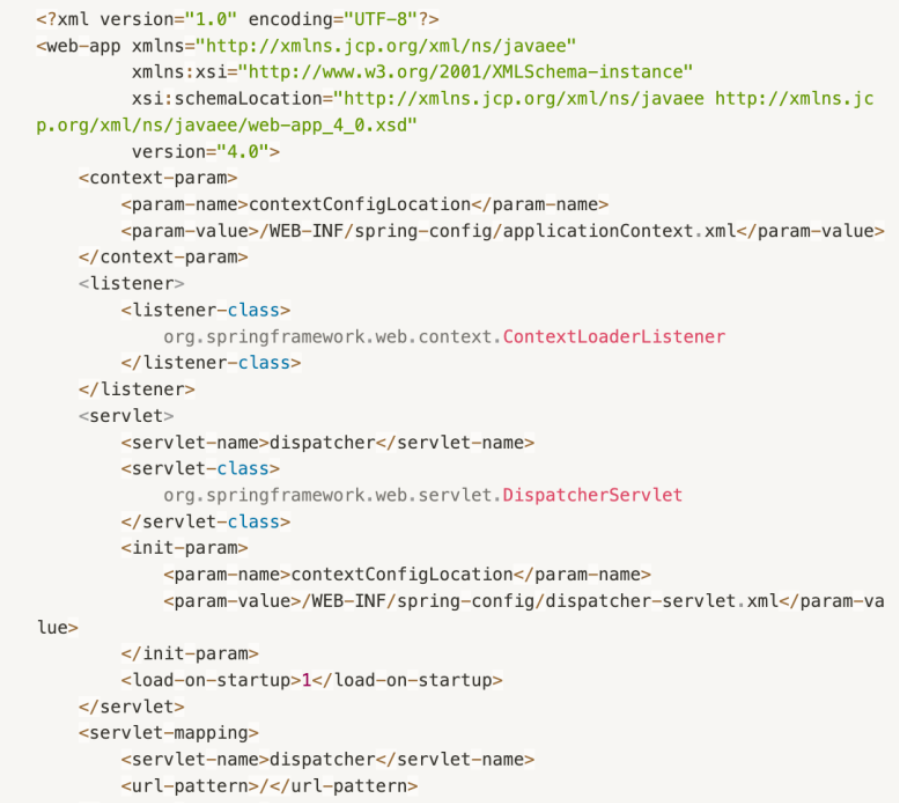 <?xml version="1.0" encoding="UTF-8"?>
<web-app xmlns="http://xmlns.jcp.org/xml/ns/javaee"
         xmlns:xsi="http://www.w3.org/2001/XMLSchema-instance"
         xsi:schemaLocation="http://xmlns.jcp.org/xml/ns/javaee http://xmlns.jc
p.org/xml/ns/javaee/web-app_4_0.xsd"
         version="4.0">
    <context-param>
        <param-name>contextConfigLocation</param-name>
        <param-value>/WEB-INF/spring-config/applicationContext.xml</param-value>
    </context-param>
    <listener>
        <listener-class>
            org.springframework.web.context.ContextLoaderListener
        </listener-class>
    </listener>
    <servlet>
        <servlet-name>dispatcher</servlet-name>
        <servlet-class>
            org.springframework.web.servlet.DispatcherServlet
        </servlet-class>
        <init-param>
            <param-name>contextConfigLocation</param-name>
            <param-value>/WEB-INF/spring-config/dispatcher-servlet.xml</param-va
lue>
        </init-param>
        <load-on-startup>1</load-on-startup>
    </servlet>
    <servlet-mapping>
        <servlet-name>dispatcher</servlet-name>
        <url-pattern>/</url-pattern>